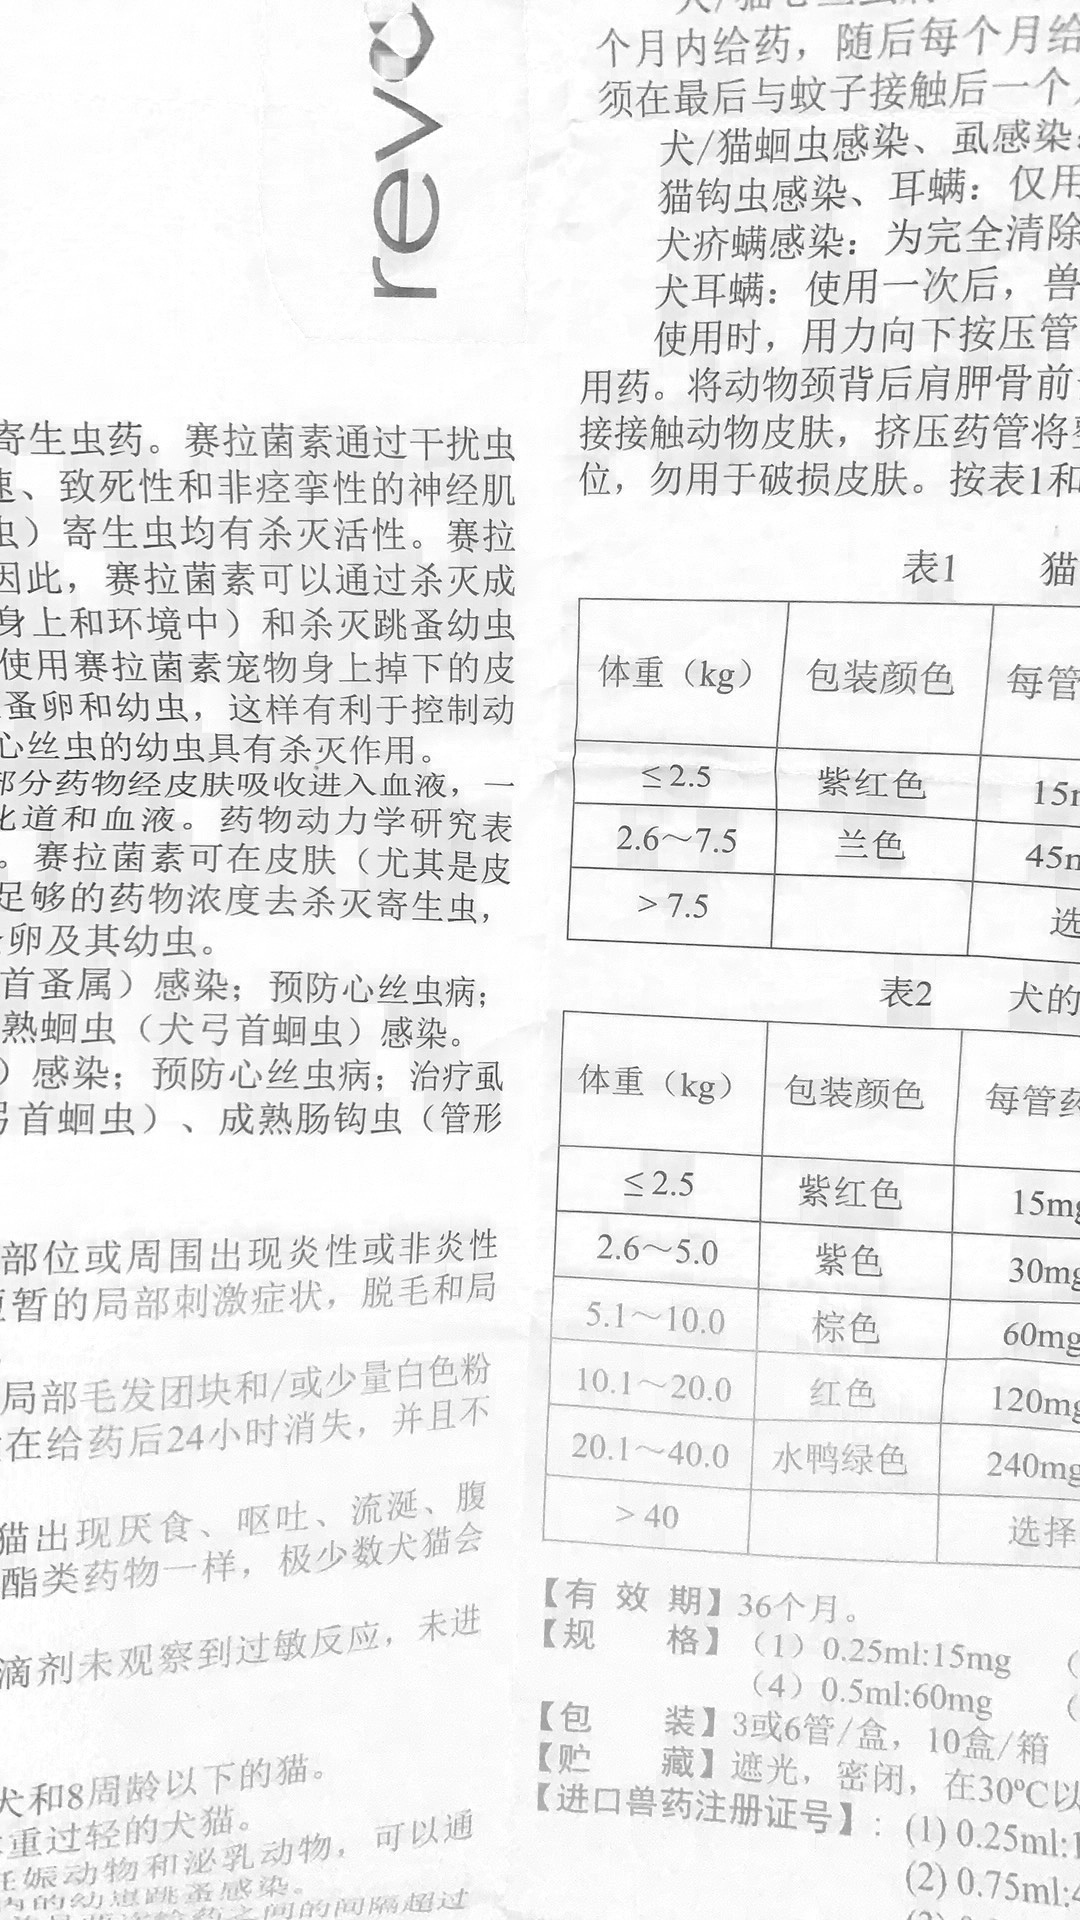 revo
寄生虫药。赛拉菌素通过干扰虫
速、致死性和非痉挛性的神经肌
虫）寄生虫均有杀灭活性。赛拉
因此，赛拉菌素可以通过杀灭成
身上和环境中）和杀灭跳蚤幼虫
使用赛拉菌素宠物身上掉下的皮
蚤卵和幼虫，这样有利于控制动
心丝虫的幼虫具有杀灭作用。
部分药物经皮肤吸收进入血液，一
化道和血液。药物动力学研究表
。赛拉菌素可在皮肤（尤其是皮
足够的药物浓度去杀灭寄生虫，
卵及其幼虫。
首蚤属）感染；预防心丝虫病；
熟蛔虫（犬弓首蛔虫）感染。
）感染；预防心丝虫病；治疗虱
弓首蛔虫）、成熟肠钩虫（管形
部位或周围出现炎性或非炎性
短暂的局部刺激症状，脱毛和局
局部毛发团块和/或少量白色粉
在给药后24小时消失，并且不
猫出现厌食、呕吐、流涎、腹
酯类药物一样，极少数犬猫会
滴剂未观察到过敏反应，未进
犬和8周龄以下的猫。
体重过轻的犬猫。
妊娠动物和泌乳动物，可以通
内的幼崽跳蚤感染。
之间的间隔超过
个月内给药，随后每个月给
须在最后与蚊子接触后一个
犬/猫蛔虫感染、虱感染
猫钩虫感染、耳螨：仅用
犬疥螨感染：为完全清除
犬耳螨：使用一次后，兽
使用时，用力向下按压管
用药。将动物颈背后肩胛骨前
接接触动物皮肤，挤压药管将
位，勿用于破损皮肤。按表1和
表1 猫
体重（kg） 包装颜色 每管
≤2.5 紫红色 15m
2.6～7.5 兰色 45m
＞7.5 选
表2 犬的
体重（kg） 包装颜色 每管药
≤2.5 紫红色 15mg
2.6～5.0 紫色 30mg
5.1～10.0 棕色 60mg
10.1～20.0 红色 120mg
20.1～40.0 水鸭绿色 240mg
＞40 选择
【有效期】36个月。
【规格】（1）0.25ml:15mg （
（4）0.5ml:60mg （
【包装】3或6管/盒，10盒/箱
【贮藏】遮光，密闭，在30℃以
【进口兽药注册证号】：(1) 0.25ml:1
(2) 0.75ml:4